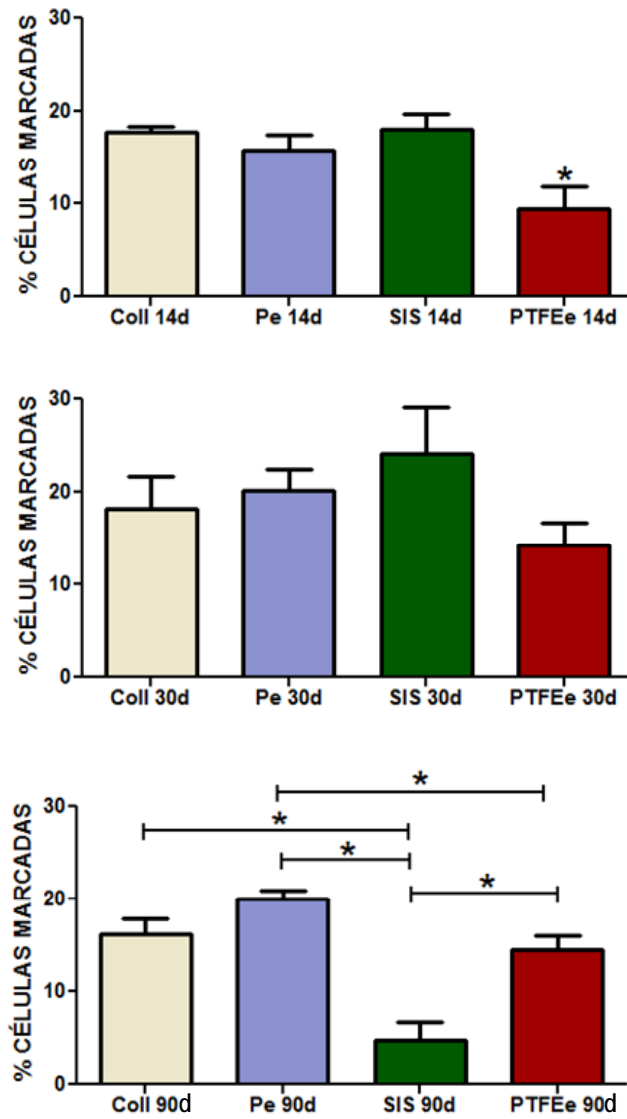 % CÉLULAS MARCADAS
30
20
10
0
*
Coll 14d Pe 14d SIS 14d PTFEe 14d
% CÉLULAS MARCADAS
30
20
10
0
Coll 30d Pe 30d SIS 30d PTFEe 30d
% CÉLULAS MARCADAS
30
20
10
0
*
*
*
*
Coll 90d Pe 90d SIS 90d PTFEe 90d